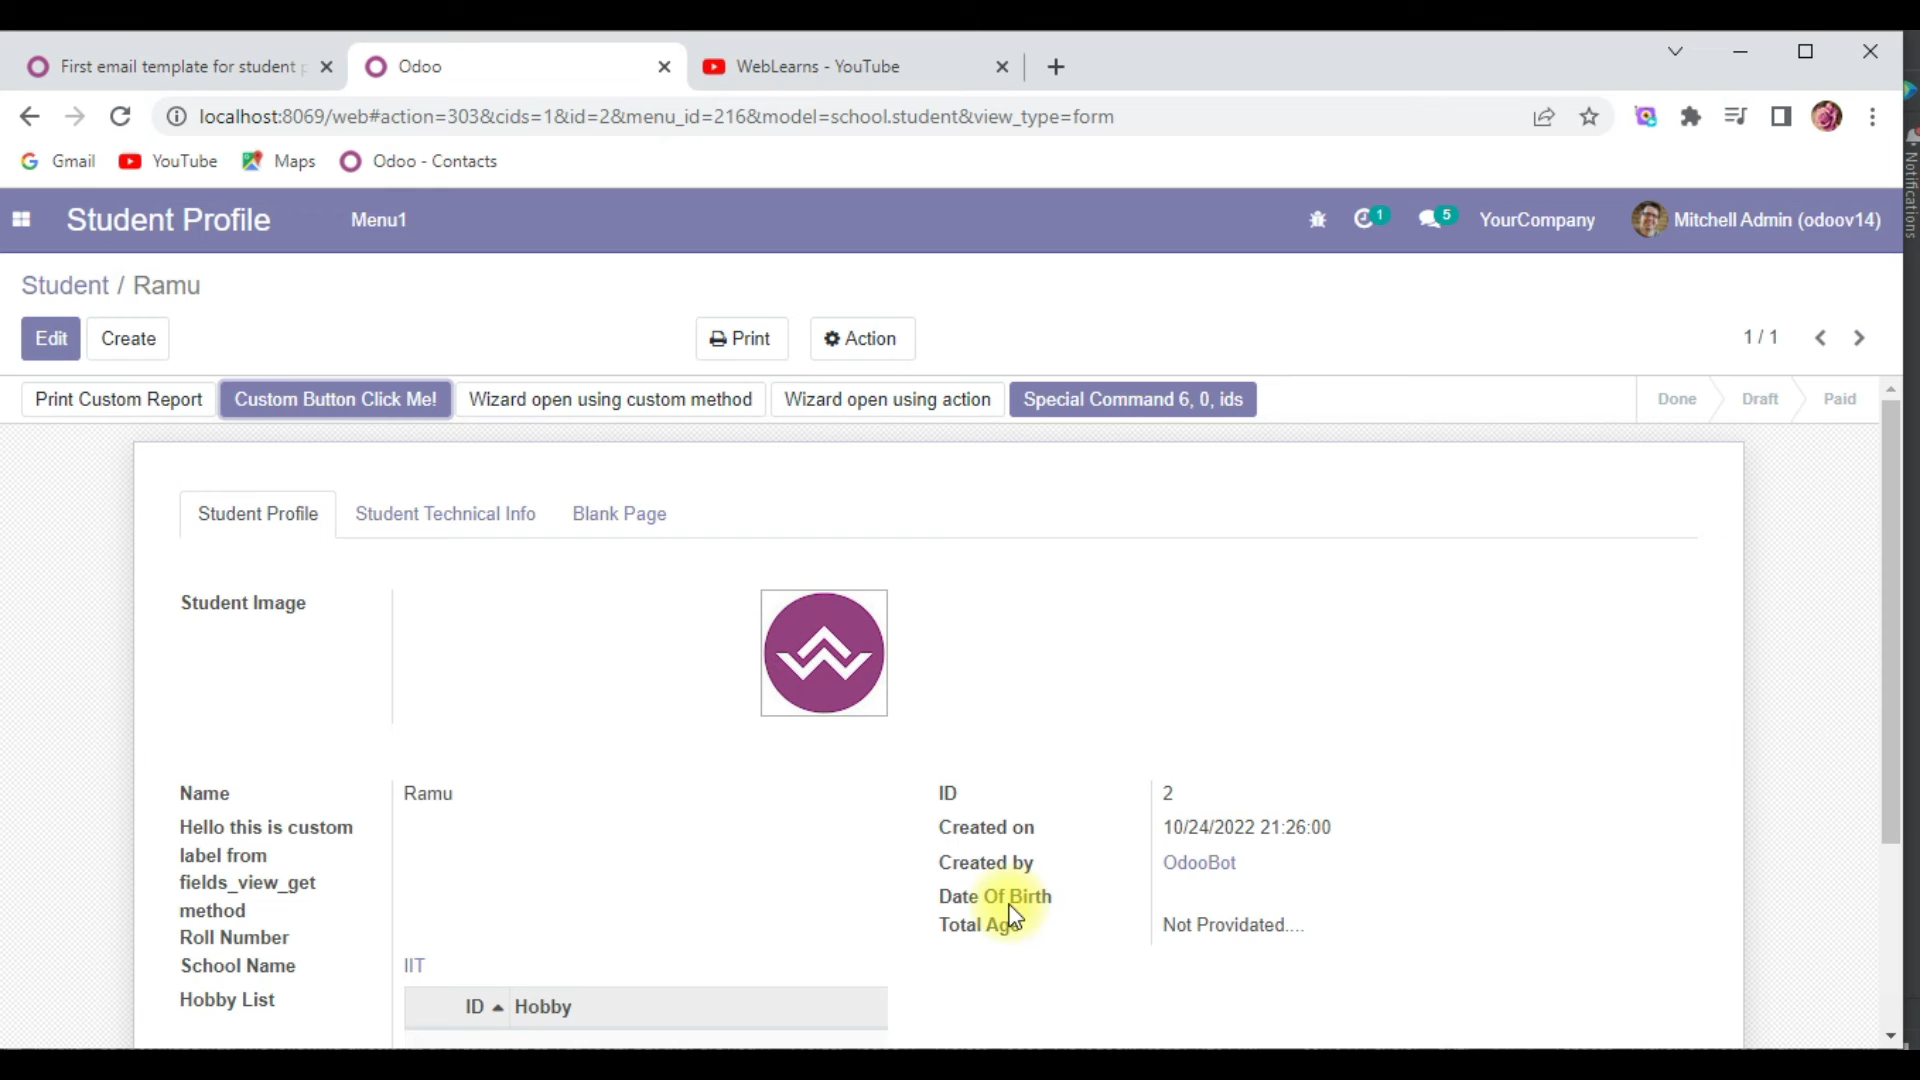 First email template for student p
Odoo
WebLearns - YouTube
localhost:8069/web#action=303&cids=1&id=2&menu_id=216&model=school.student&view_type=form
Gmail
YouTube
Maps
Odoo - Contacts
Notifications
Student Profile
Menu1
1
5
YourCompany
Mitchell Admin (odoov14)
Student / Ramu
Edit
Create
Print
Action
1 / 1
Print Custom Report
Custom Button Click Me!
Wizard open using custom method
Wizard open using action
Special Command 6, 0, ids
Done
Draft
Paid
Student Profile
Student Technical Info
Blank Page
Student Image
Name
Ramu
Hello this is custom
label from
fields_view_get
method
Roll Number
School Name
IIT
Hobby List
ID
Hobby
ID
2
Created on
10/24/2022 21:26:00
Created by
OdooBot
Date Of Birth
Total Age
Not Providated....